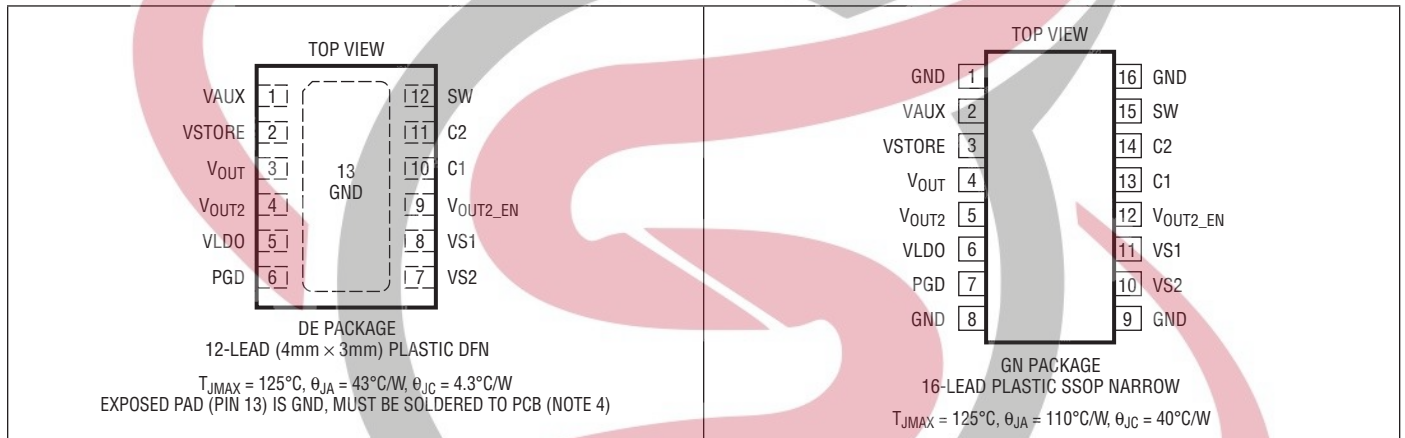 TOP VIEW
VAUX 1 12 SW
VSTORE 2 11 C2
VOUT 3 10 C1
13
GND
VOUT2 4 9 VOUT2_EN
VLDO 5 8 VS1
PGD 6 7 VS2
DE PACKAGE
12-LEAD (4mm × 3mm) PLASTIC DFN
TJMAX = 125°C, θJA = 43°C/W, θJC = 4.3°C/W
EXPOSED PAD (PIN 13) IS GND, MUST BE SOLDERED TO PCB (NOTE 4)
TOP VIEW
GND 1 16 GND
VAUX 2 15 SW
VSTORE 3 14 C2
VOUT 4 13 C1
VOUT2 5 12 VOUT2_EN
VLDO 6 11 VS1
PGD 7 10 VS2
GND 8 9 GND
GN PACKAGE
16-LEAD PLASTIC SSOP NARROW
TJMAX = 125°C, θJA = 110°C/W, θJC = 40°C/W